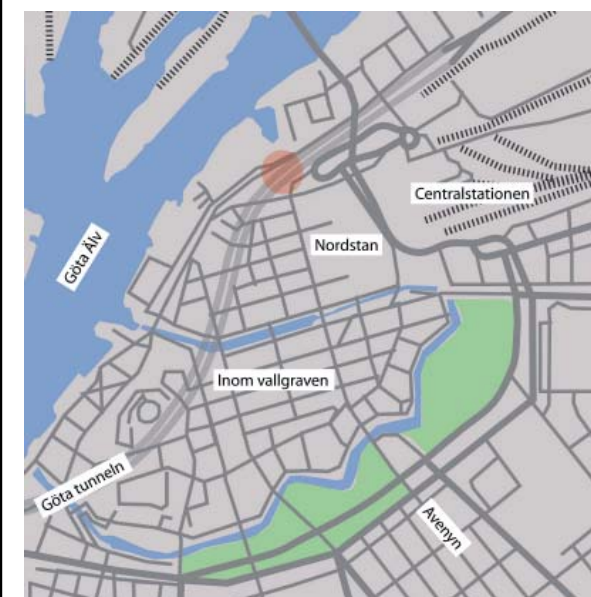 Centralstationen
Göta Älv
Nordstan
Inom vallgraven
Göta tunneln
Avenyn